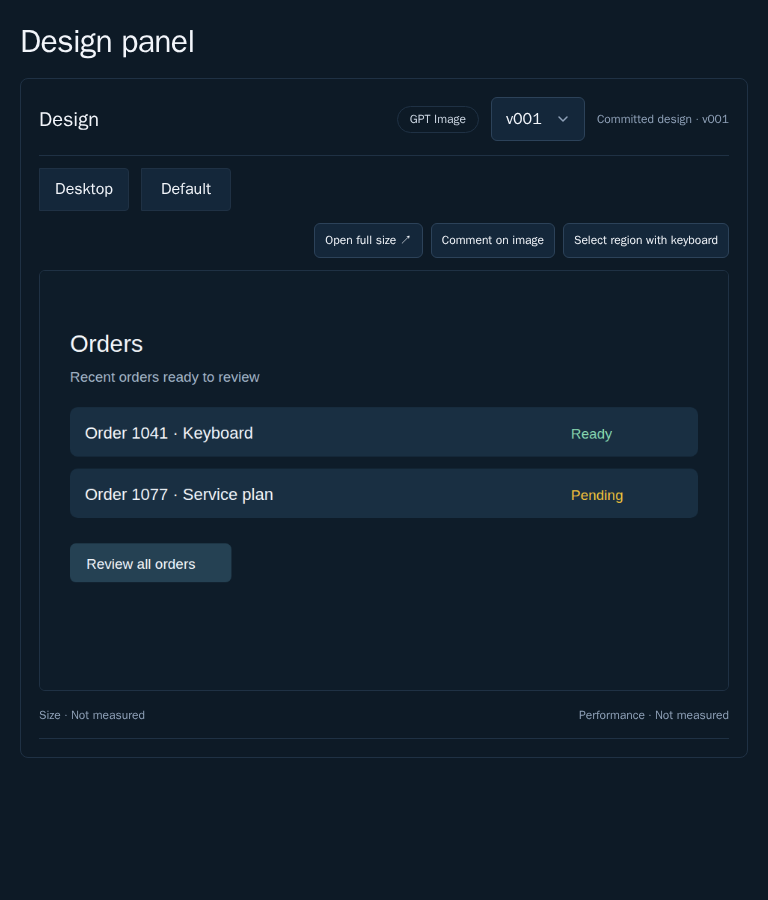 Design panel
Design
GPT Image
v001
Committed design · v001
Desktop
Default
Open full size ↗
Comment on image
Select region with keyboard
Orders
Recent orders ready to review
Order 1041 · Keyboard
Ready
Order 1077 · Service plan
Pending
Review all orders
Size · Not measured
Performance · Not measured